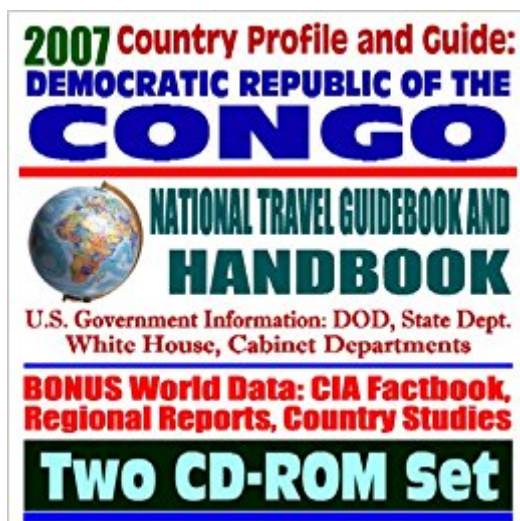 2007 Country Profile and Guide:
DEMOCRATIC REPUBLIC OF THE
CONGO
NATIONAL TRAVEL GUIDEBOOK AND
HANDBOOK
U.S. Government Information: DOD, State Dept.
White House, Cabinet Departments
BONUS World Data: CIA Factbook,
Regional Reports, Country Studies
Two CD-ROM Set